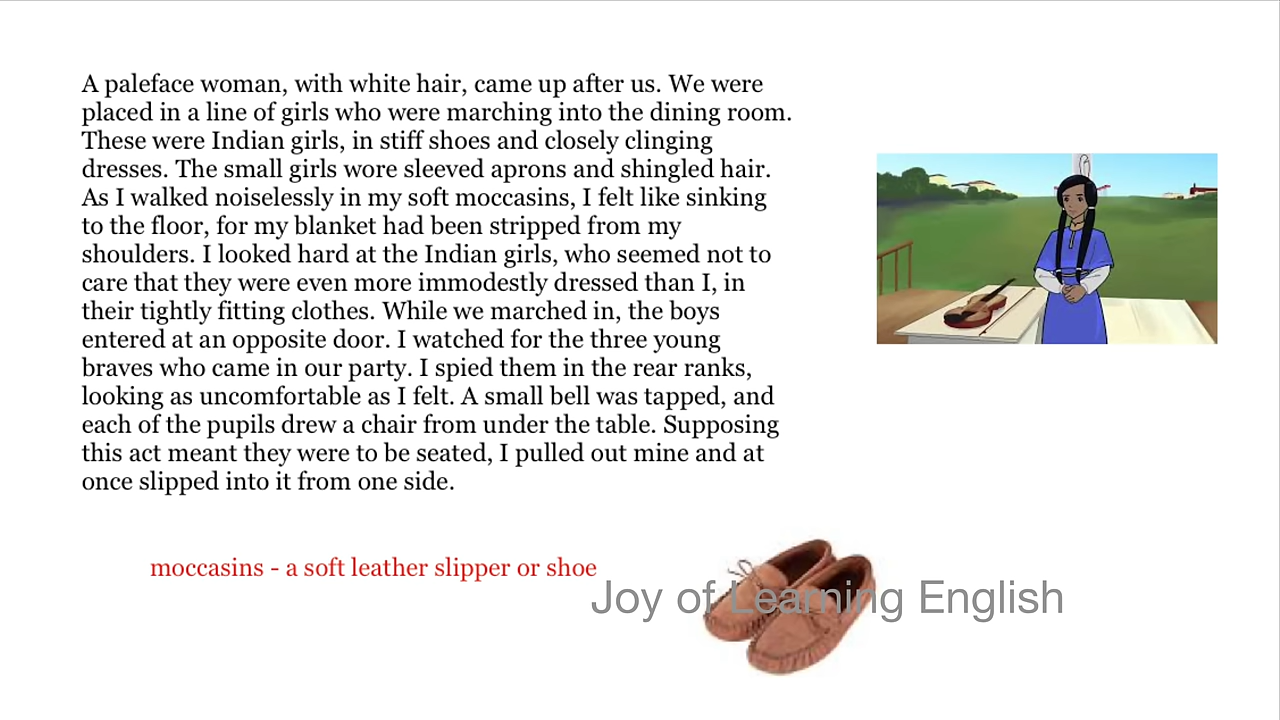 A paleface woman, with white hair, came up after us. We were
placed in a line of girls who were marching into the dining room.
These were Indian girls, in stiff shoes and closely clinging
dresses. The small girls wore sleeved aprons and shingled hair.
As I walked noiselessly in my soft moccasins, I felt like sinking
to the floor, for my blanket had been stripped from my
shoulders. I looked hard at the Indian girls, who seemed not to
care that they were even more immodestly dressed than I, in
their tightly fitting clothes. While we marched in, the boys
entered at an opposite door. I watched for the three young
braves who came in our party. I spied them in the rear ranks,
looking as uncomfortable as I felt. A small bell was tapped, and
each of the pupils drew a chair from under the table. Supposing
this act meant they were to be seated, I pulled out mine and at
once slipped into it from one side.
moccasins - a soft leather slipper or shoe
Joy of Learning English